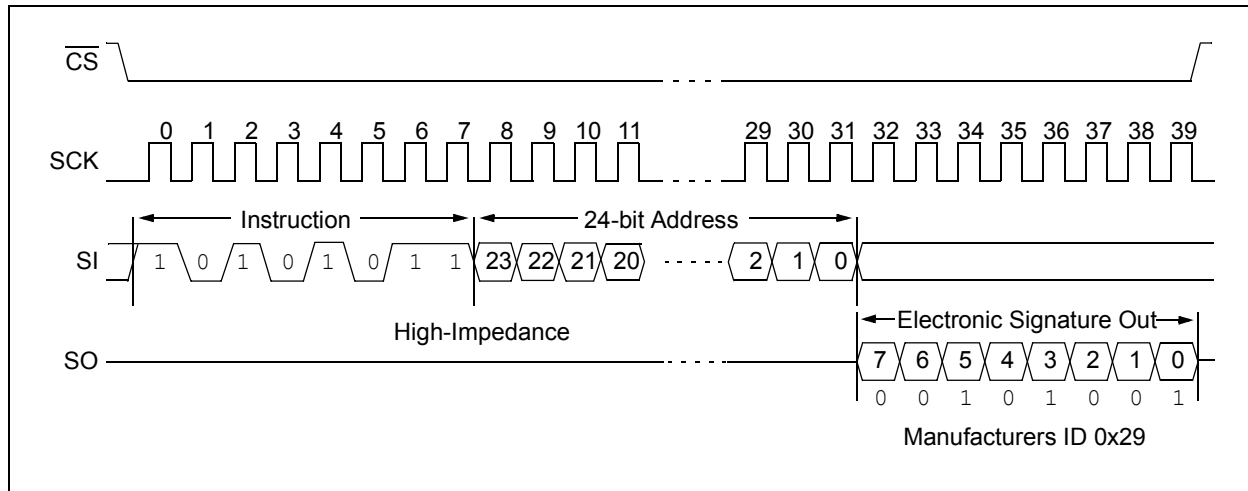 CS
0 1 2 3 4 5 6 7 8 9 10 11 29 30 31 32 33 34 35 36 37 38 39
SCK
Instruction 24-bit Address
SI 1 0 1 0 1 0 1 1 23 22 21 20 2 1 0
High-Impedance Electronic Signature Out
SO 7 6 5 4 3 2 1 0
0 0 1 0 1 0 0 1
Manufacturers ID 0x29